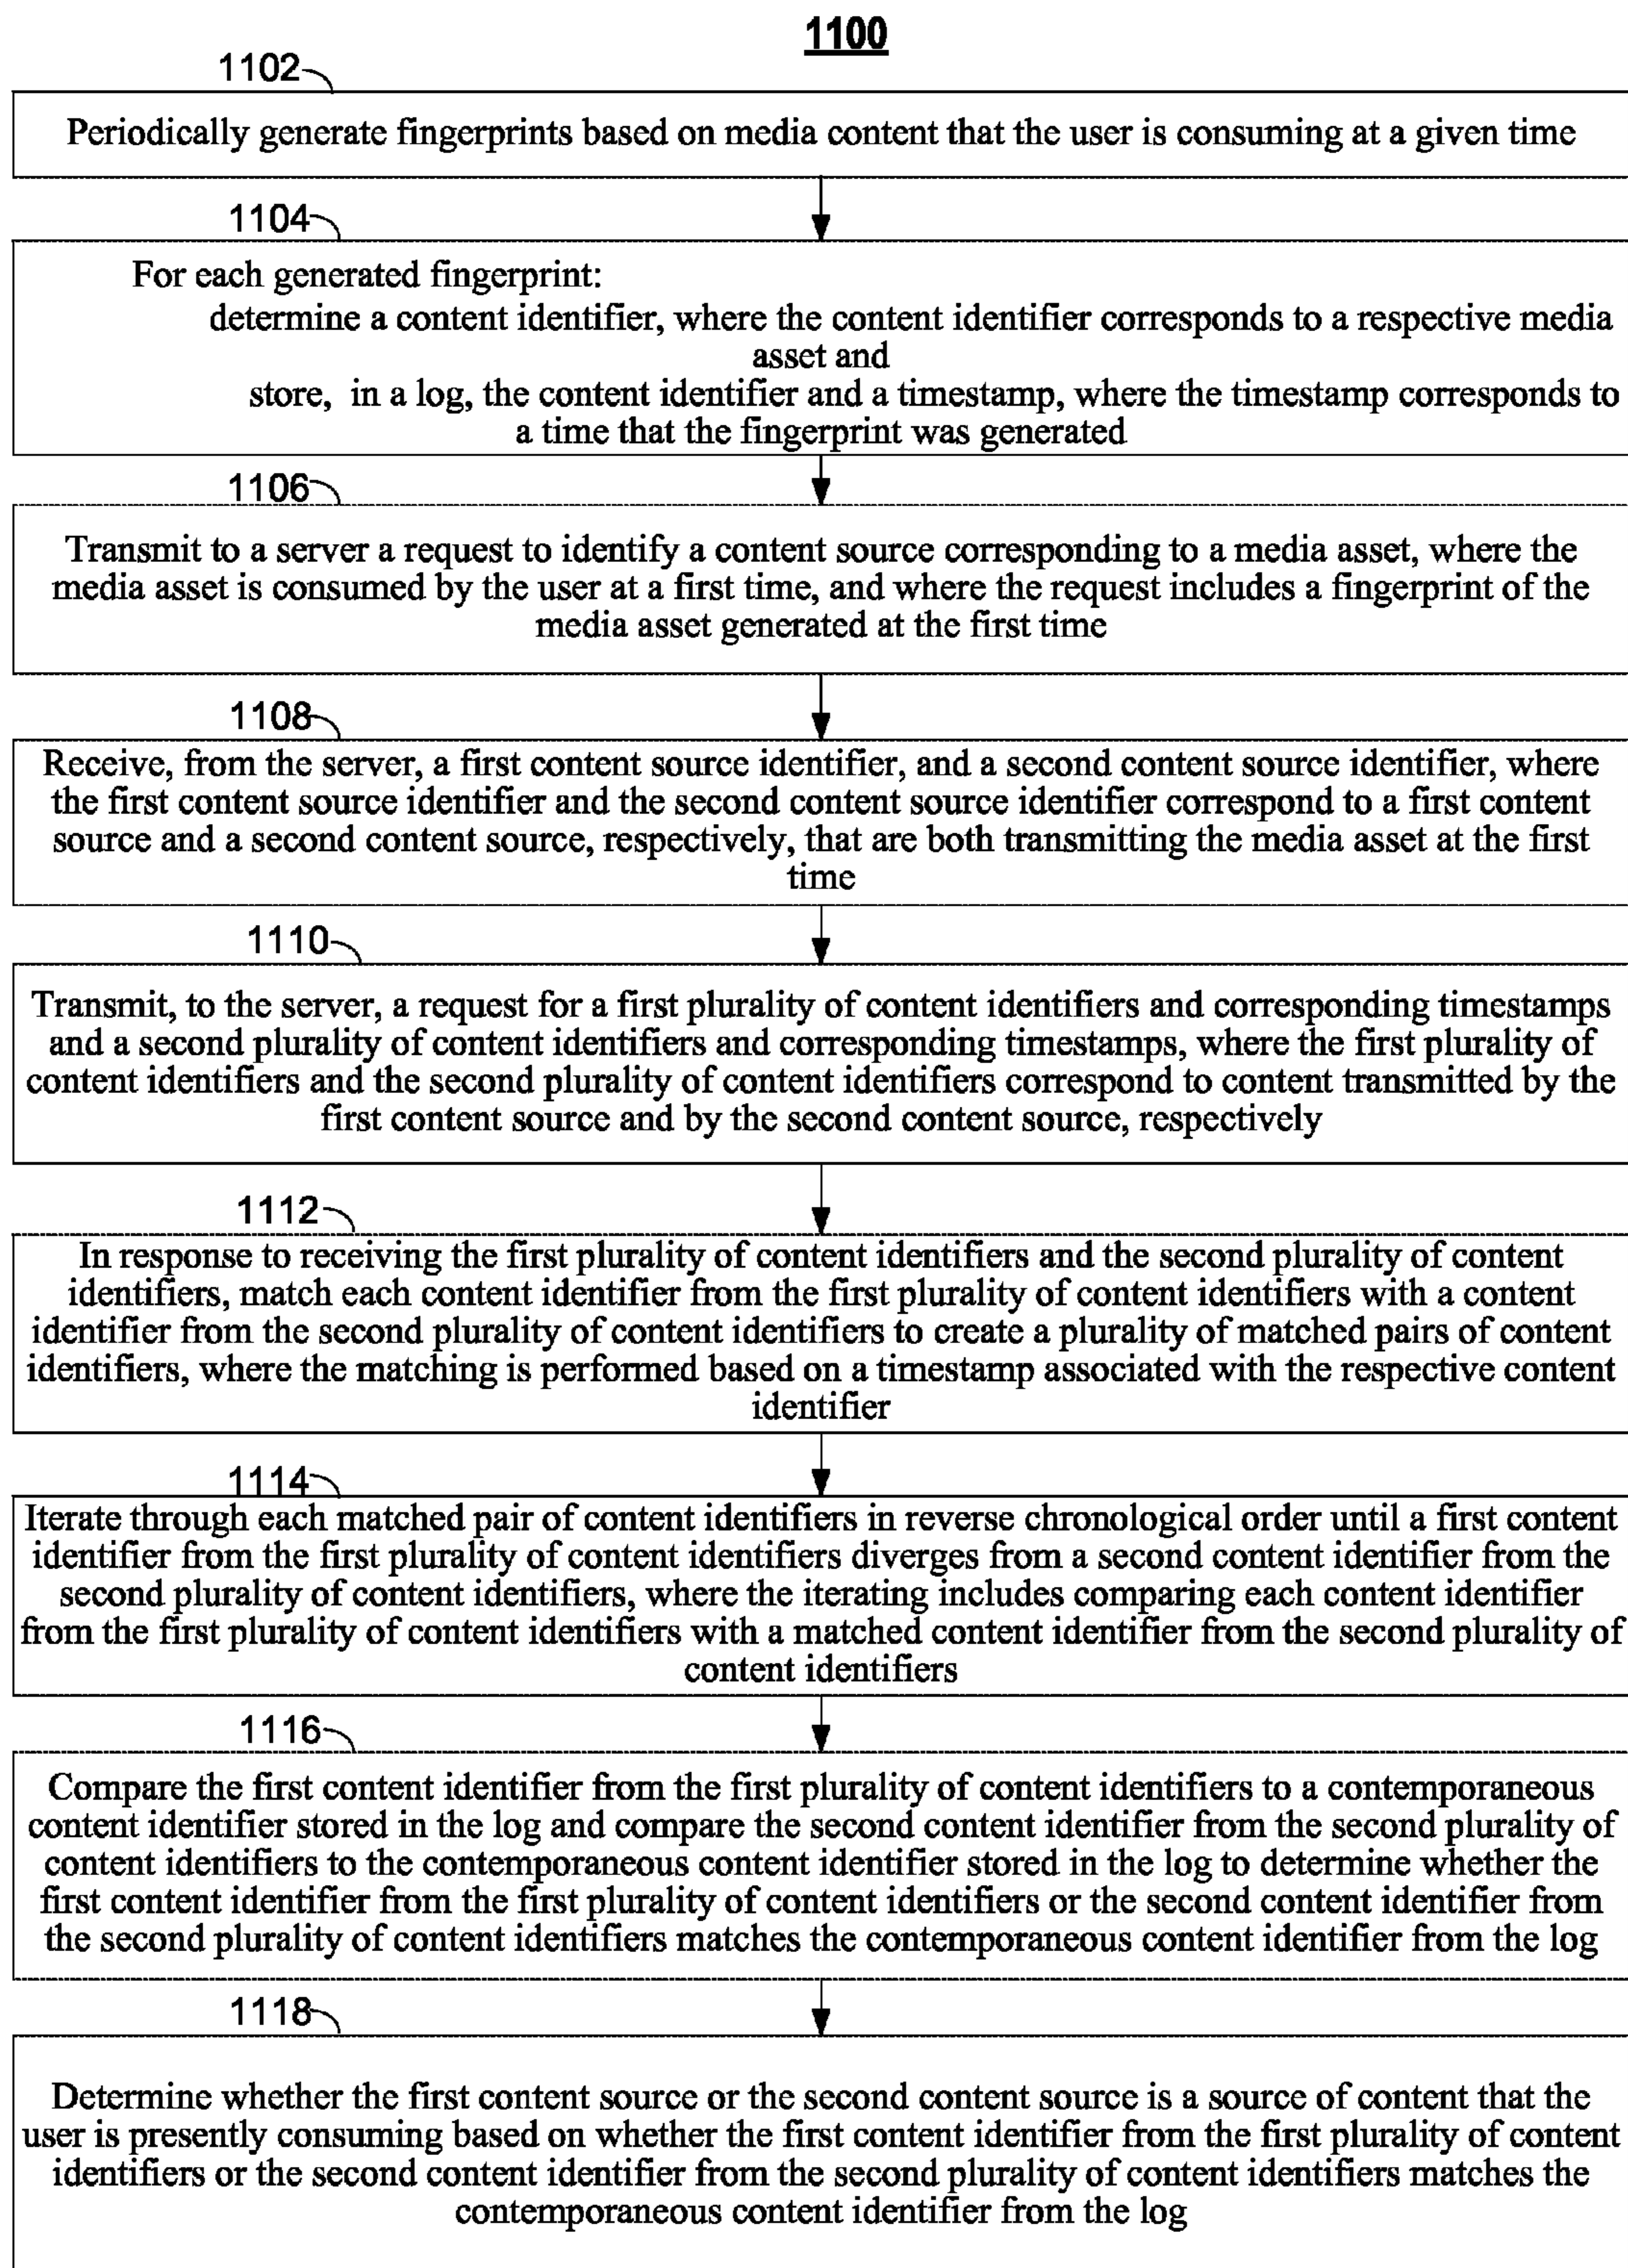 1100
1102
Periodically generate fingerprints based on media content that the user is consuming at a given time
1104
For each generated fingerprint:
determine a content identifier, where the content identifier corresponds to a respective media
asset and
store, in a log, the content identifier and a timestamp, where the timestamp corresponds to
a time that the fingerprint was generated
1106
Transmit to a server a request to identify a content source corresponding to a media asset, where the
media asset is consumed by the user at a first time, and where the request includes a fingerprint of the
media asset generated at the first time
1108
Receive, from the server, a first content source identifier, and a second content source identifier, where
the first content source identifier and the second content source identifier correspond to a first content
source and a second content source, respectively, that are both transmitting the media asset at the first
time
1110
Transmit, to the server, a request for a first plurality of content identifiers and corresponding timestamps
and a second plurality of content identifiers and corresponding timestamps, where the first plurality of
content identifiers and the second plurality of content identifiers correspond to content transmitted by the
first content source and by the second content source, respectively
1112
In response to receiving the first plurality of content identifiers and the second plurality of content
identifiers, match each content identifier from the first plurality of content identifiers with a content
identifier from the second plurality of content identifiers to create a plurality of matched pairs of content
identifiers, where the matching is performed based on a timestamp associated with the respective content
identifier
1114
Iterate through each matched pair of content identifiers in reverse chronological order until a first content
identifier from the first plurality of content identifiers diverges from a second content identifier from the
second plurality of content identifiers, where the iterating includes comparing each content identifier
from the first plurality of content identifiers with a matched content identifier from the second plurality of
content identifiers
1116
Compare the first content identifier from the first plurality of content identifiers to a contemporaneous
content identifier stored in the log and compare the second content identifier from the second plurality of
content identifiers to the contemporaneous content identifier stored in the log to determine whether the
first content identifier from the first plurality of content identifiers or the second content identifier from
the second plurality of content identifiers matches the contemporaneous content identifier from the log
1118
Determine whether the first content source or the second content source is a source of content that the
user is presently consuming based on whether the first content identifier from the first plurality of content
identifiers or the second content identifier from the second plurality of content identifiers matches the
contemporaneous content identifier from the log